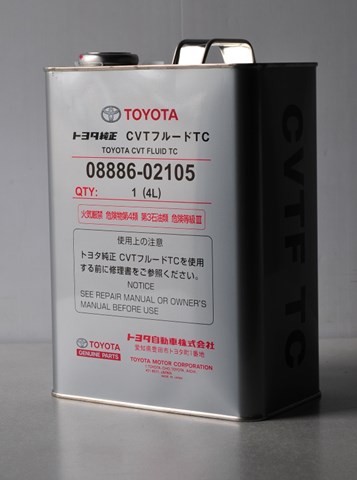 TOYOTA
トヨタ純正 CVTフルードTC
TOYOTA CVT FLUID TC
08886-02105
QTY: 1 (4L)
火気厳禁 危険物第4類 第3石油類 危険等級Ⅲ
使用上の注意
トヨタ純正 CVTフルードTCを使用
する前に修理書をご参照ください。
NOTICE
SEE REPAIR MANUAL OR OWNER'S
MANUAL BEFORE USE
TOYOTA
GENUINE PARTS
トヨタ自動車株式会社
愛知県豊田市トヨタ町1番地
TOYOTA MOTOR CORPORATION
CVTF TC